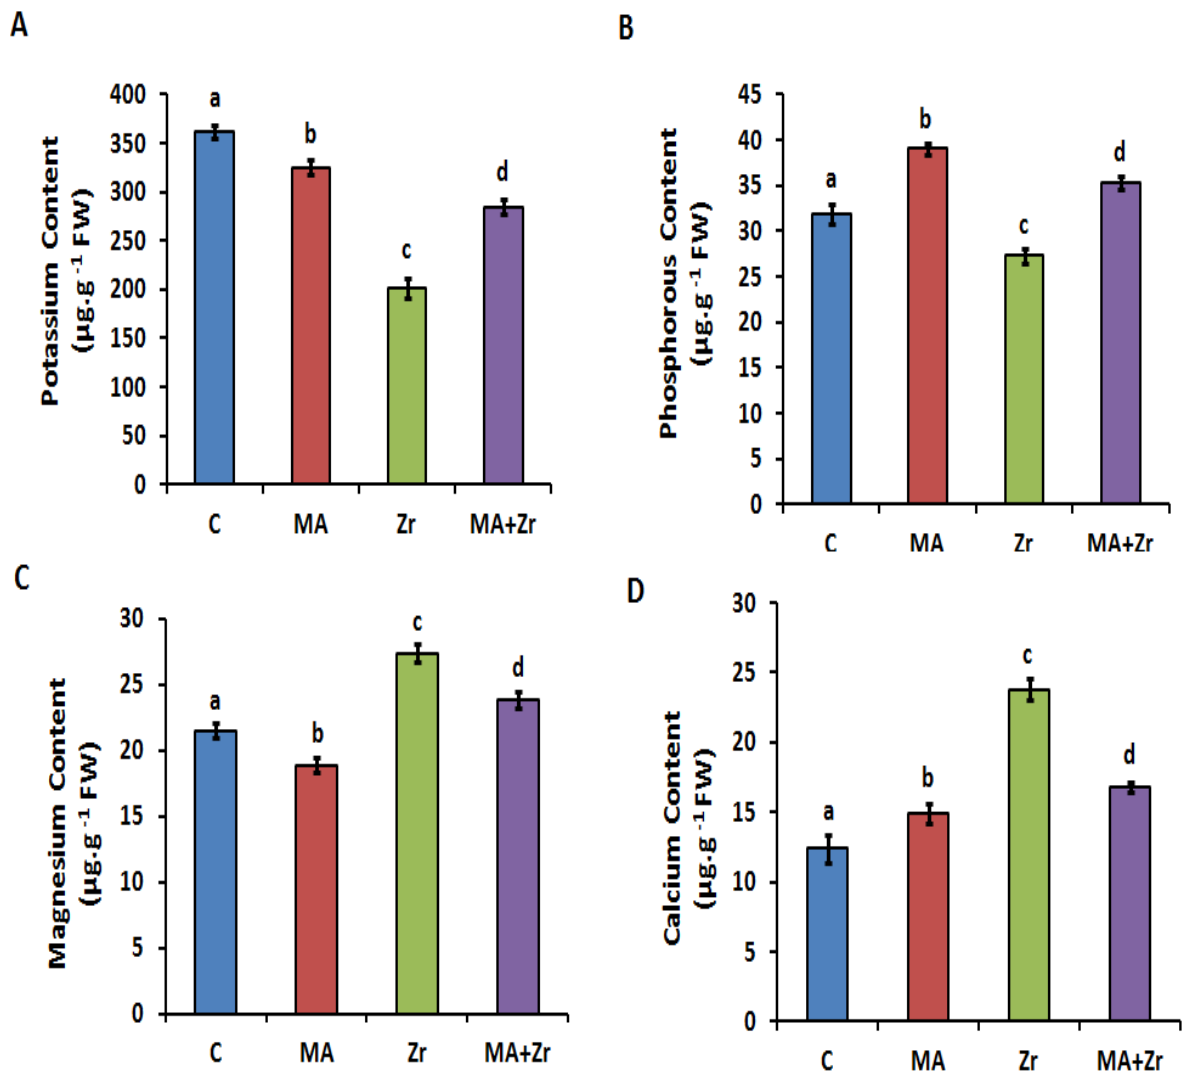 A
Potassium Content
(µg.g⁻¹ FW)
400
350
300
250
200
150
100
50
0
a
b
c
d
C MA Zr MA+Zr
B
Phosphorous Content
(µg.g⁻¹ FW)
45
40
35
30
25
20
15
10
5
0
a
b
c
d
C MA Zr MA+Zr
C
Magnesium Content
(µg.g⁻¹ FW)
30
25
20
15
10
5
0
a
b
c
d
C MA Zr MA+Zr
D
Calcium Content
(µg.g⁻¹ FW)
30
25
20
15
10
5
0
a
b
c
d
C MA Zr MA+Zr